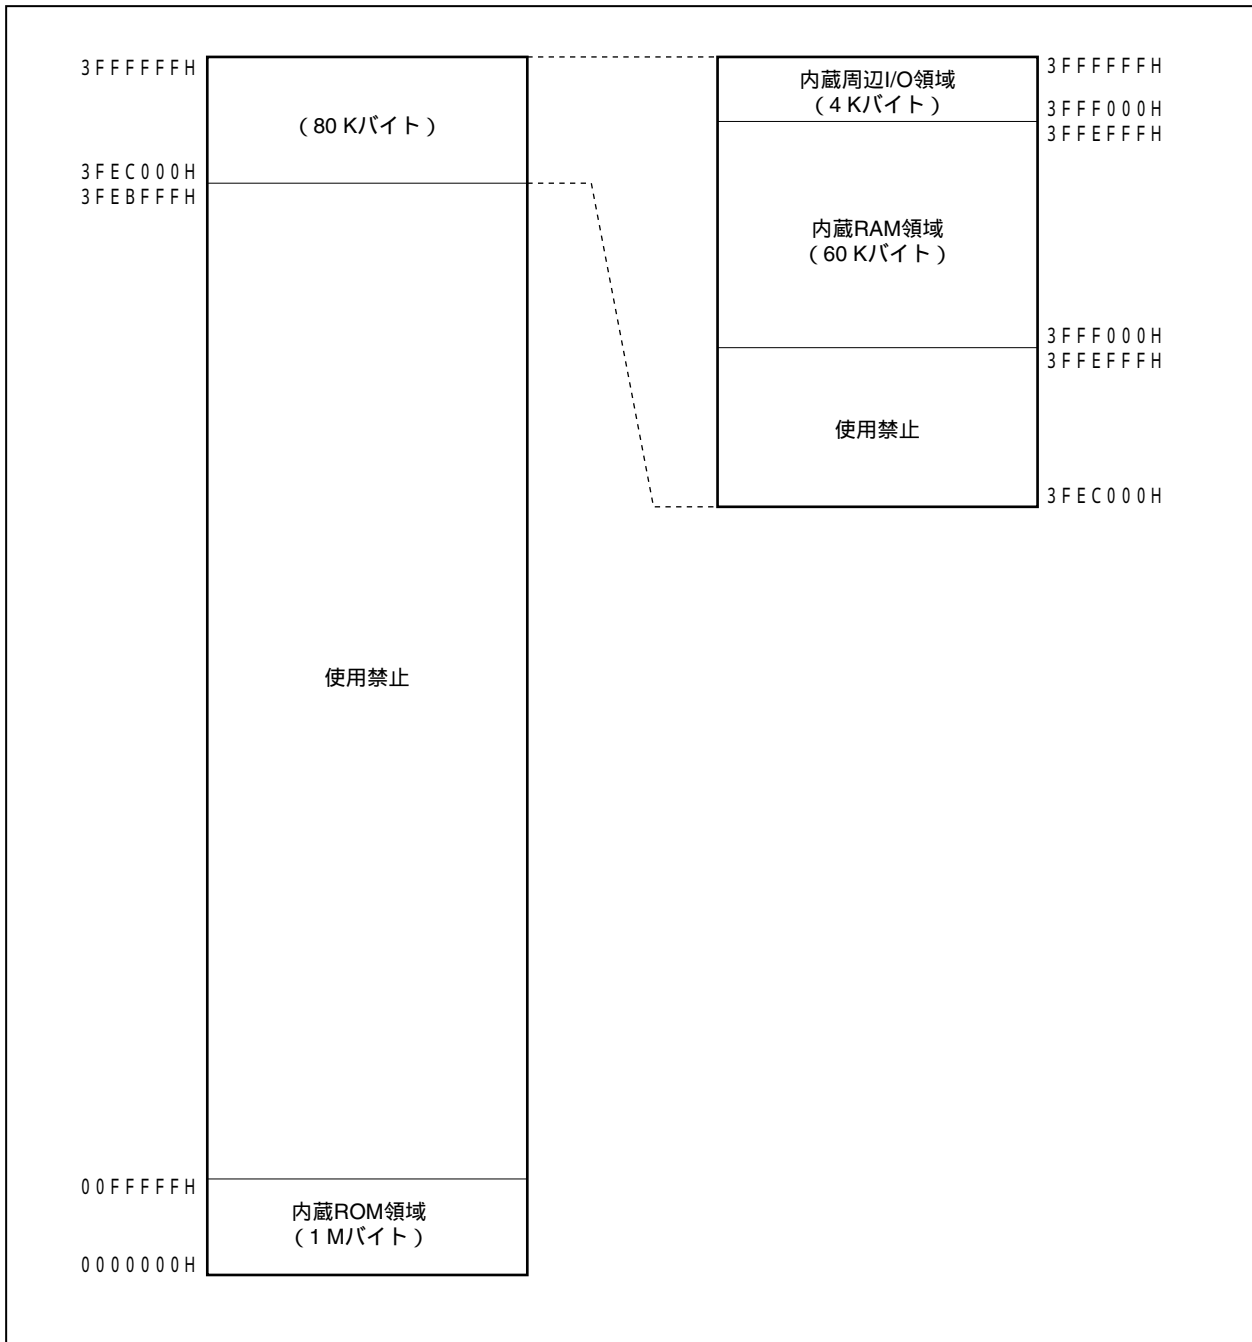 3FFFFFFH
(80 Kバイト)
3FEC000H
3FEBFFFH
使用禁止
00FFFFFH
内蔵ROM領域
(1 Mバイト)
0000000H
内蔵周辺I/O領域
(4 Kバイト)
3FFFFFFH
3FFF000H
3FFEFFFH
内蔵RAM領域
(60 Kバイト)
3FFF000H
3FFEFFFH
使用禁止
3FEC000H